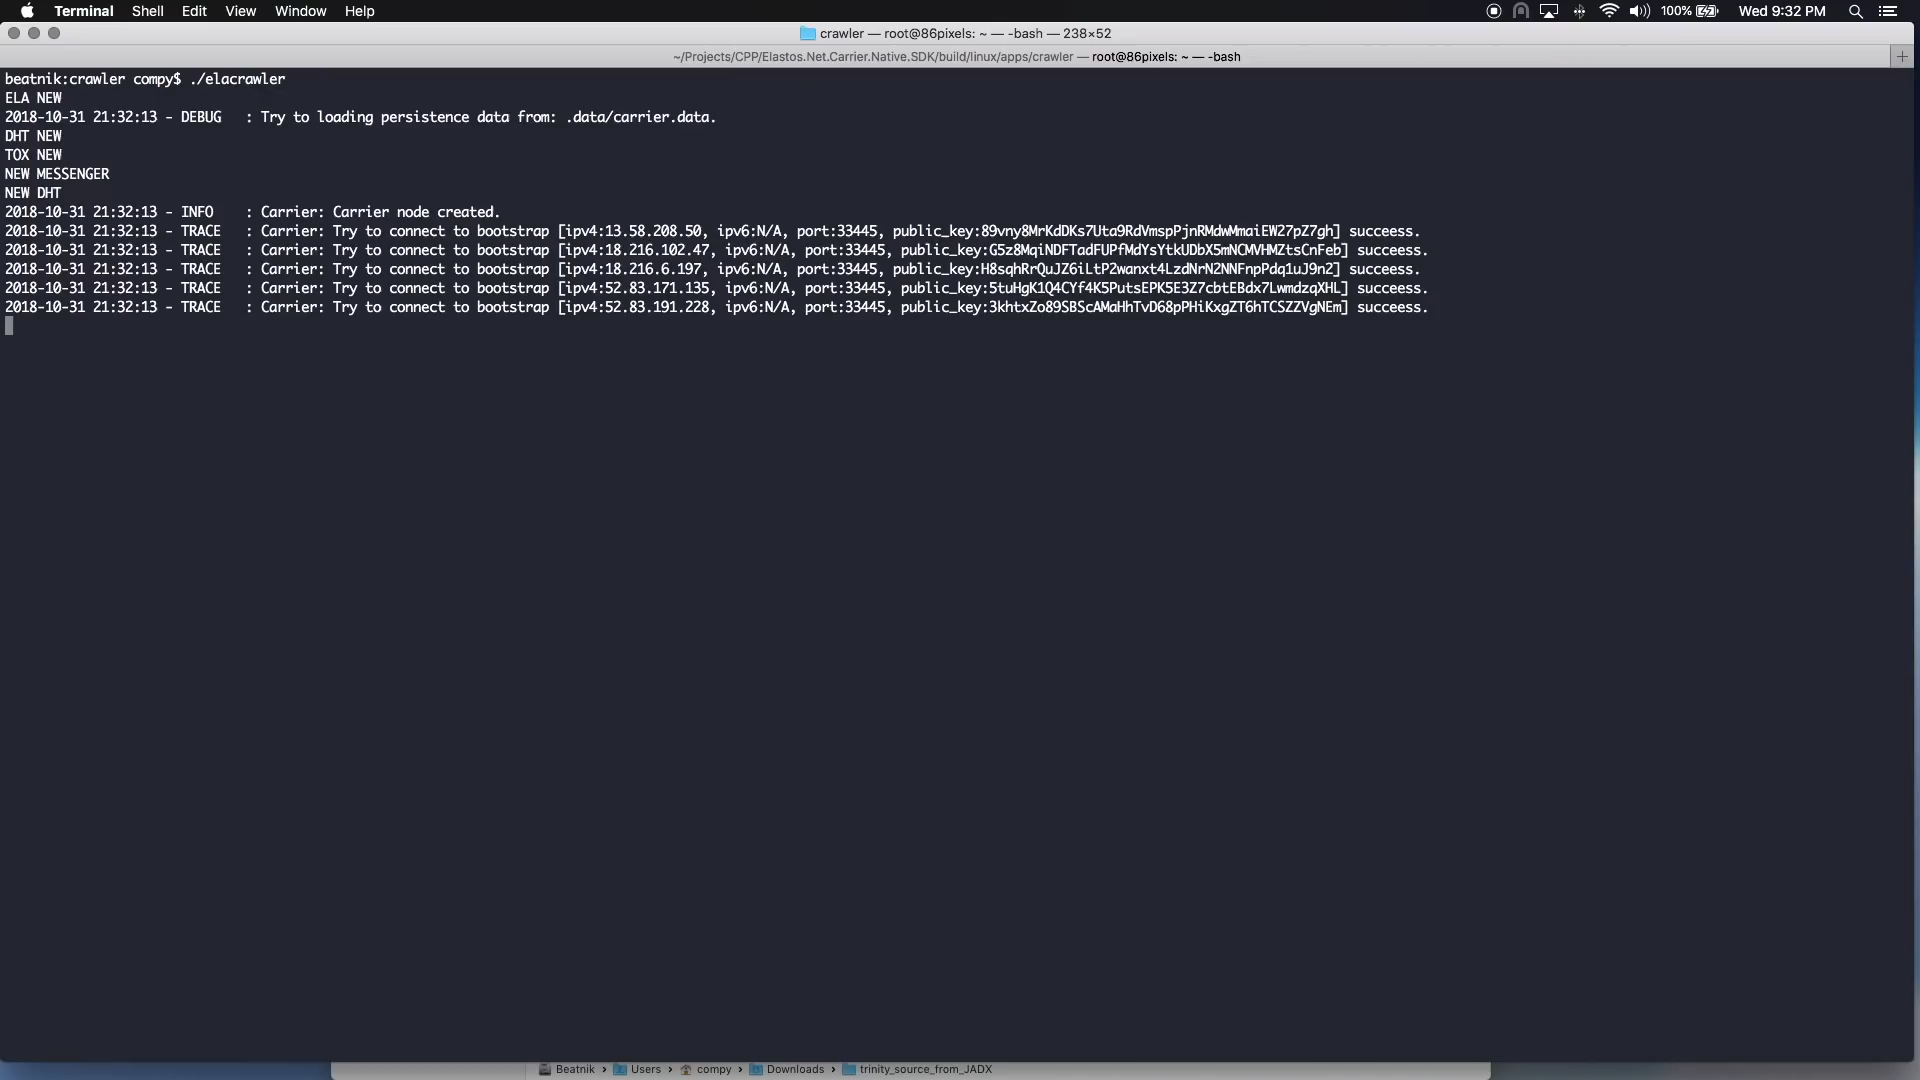 Terminal Shell Edit View Window Help 100% Wed 9:32 PM
crawler — root@86pixels: ~ — -bash — 238×52
~/Projects/CPP/Elastos.Net.Carrier.Native.SDK/build/linux/apps/crawler — root@86pixels: ~ — -bash
beatnik:crawler compy$ ./elacrawler
ELA NEW
2018-10-31 21:32:13 - DEBUG   : Try to loading persistence data from: .data/carrier.data.
DHT NEW
TOX NEW
NEW MESSENGER
NEW DHT
2018-10-31 21:32:13 - INFO    : Carrier: Carrier node created.
2018-10-31 21:32:13 - TRACE   : Carrier: Try to connect to bootstrap [ipv4:13.58.208.50, ipv6:N/A, port:33445, public_key:89vny8MrKdDKs7Uta9RdVmspPjnRMdwMmaiEW27pZ7gh] succeess.
2018-10-31 21:32:13 - TRACE   : Carrier: Try to connect to bootstrap [ipv4:18.216.102.47, ipv6:N/A, port:33445, public_key:G5z8MqiNDFTadFUPfMdYsYtkUDbX5mNCMVHMZtsCnFeb] succeess.
2018-10-31 21:32:13 - TRACE   : Carrier: Try to connect to bootstrap [ipv4:18.216.6.197, ipv6:N/A, port:33445, public_key:H8sqhRrQuJZ6iLtP2wanxt4LzdNrN2NNFnpPdq1uJ9n2] succeess.
2018-10-31 21:32:13 - TRACE   : Carrier: Try to connect to bootstrap [ipv4:52.83.171.135, ipv6:N/A, port:33445, public_key:5tuHgK1Q4CYf4K5PutsEPK5E3Z7cbtEBdx7LwmdzqXHL] succeess.
2018-10-31 21:32:13 - TRACE   : Carrier: Try to connect to bootstrap [ipv4:52.83.191.228, ipv6:N/A, port:33445, public_key:3khtxZo89SBScAMaHhTvD68pPHiKxgZT6hTCSZZVgNEm] succeess.
Beatnik › Users › compy › Downloads › trinity_source_from_JADX